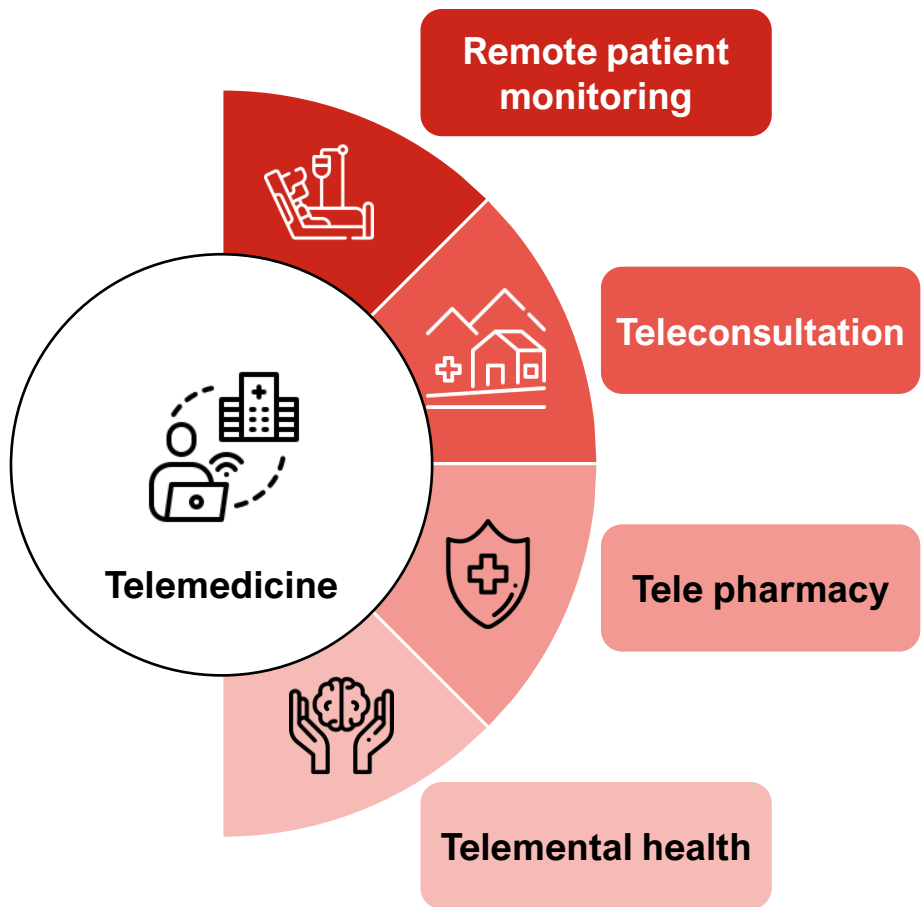 Remote patient
monitoring
Teleconsultation
Telemedicine
Tele pharmacy
Telemental health